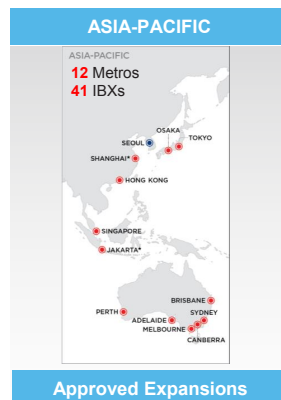 ASIA-PACIFIC
ASIA-PACIFIC
12 Metros
41 IBXs
OSAKA
SEOUL
TOKYO
SHANGHAI*
HONG KONG
SINGAPORE
JAKARTA*
BRISBANE
PERTH
SYDNEY
ADELAIDE
MELBOURNE
CANBERRA
Approved Expansions